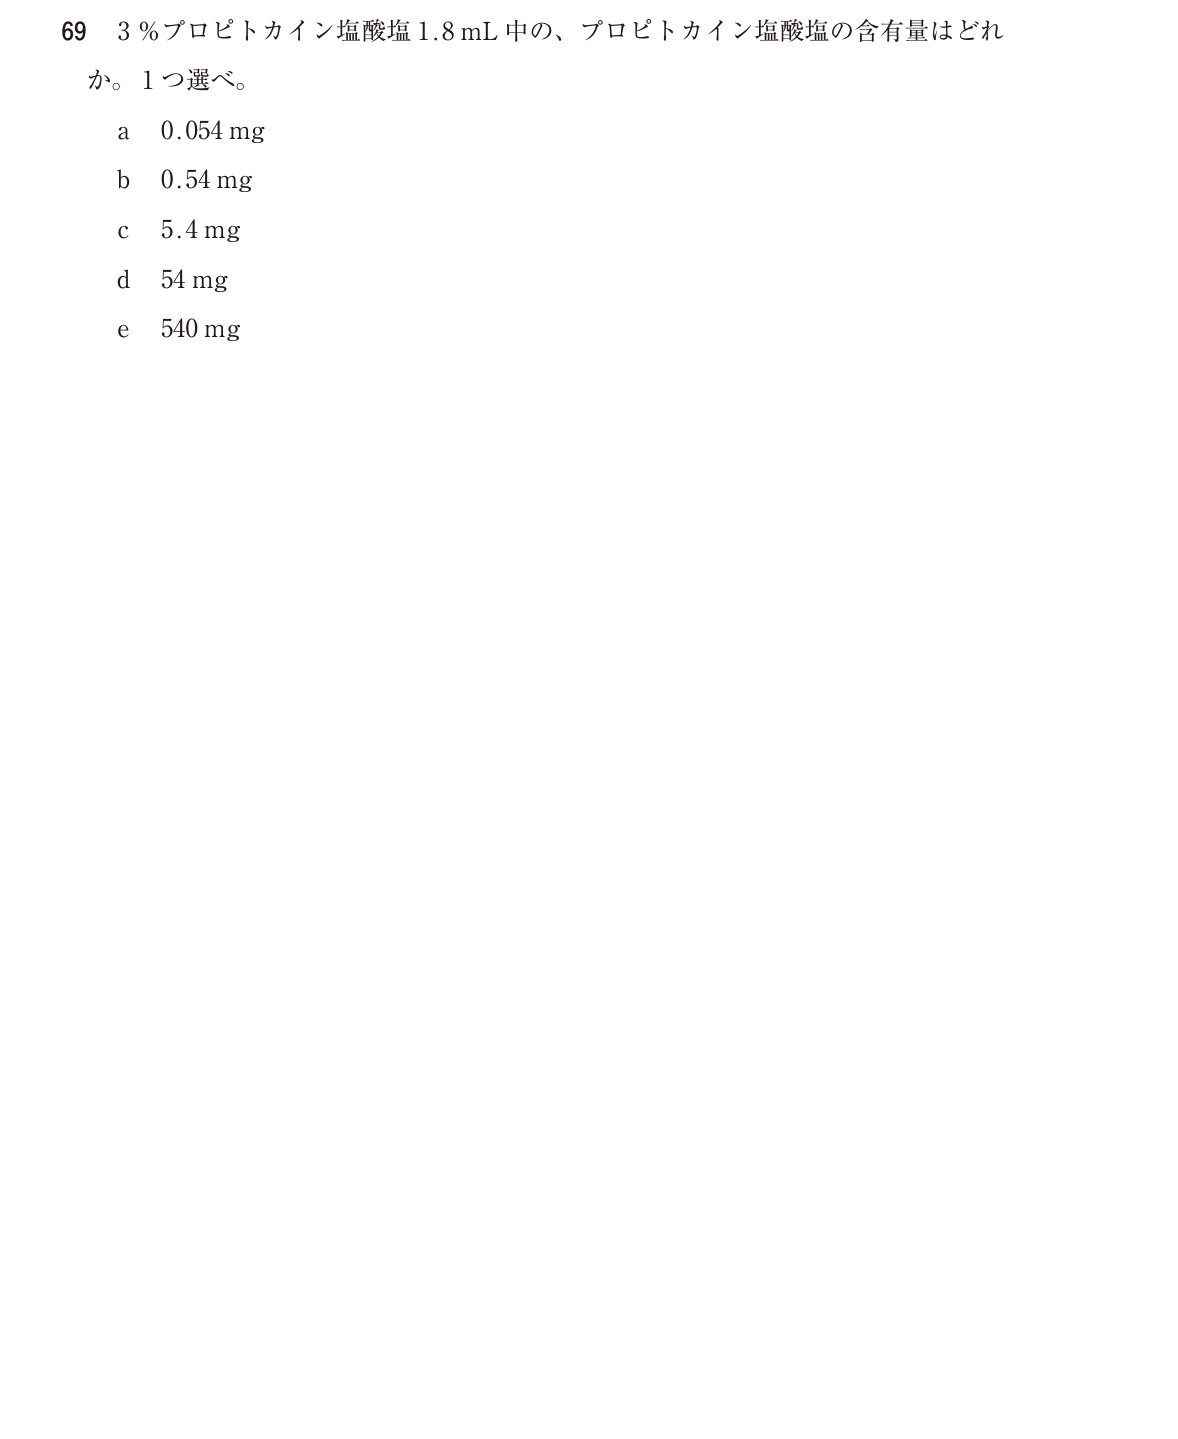 69　3 %プロピトカイン塩酸塩 1.8 mL 中の、プロピトカイン塩酸塩の含有量はどれ
か。1 つ選べ。
a　0.054 mg
b　0.54 mg
c　5.4 mg
d　54 mg
e　540 mg